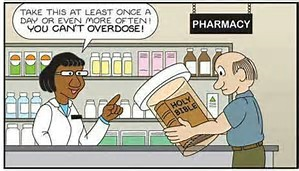 TAKE THIS AT LEAST ONCE A
DAY OR EVEN MORE OFTEN!
YOU CAN'T OVERDOSE!
PHARMACY
HOLY
BIBLE